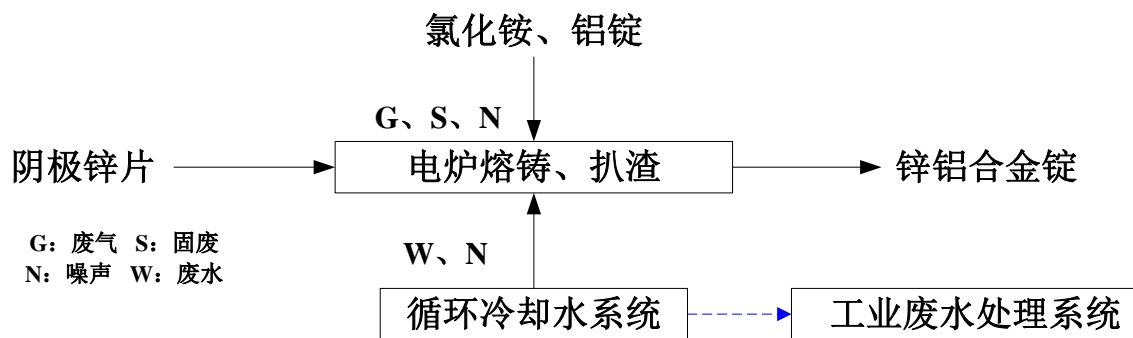 氯化铵、铝锭
G、S、N
阴极锌片
电炉熔铸、扒渣
锌铝合金锭
G：废气 S：固废
N：噪声 W：废水
W、N
循环冷却水系统
工业废水处理系统